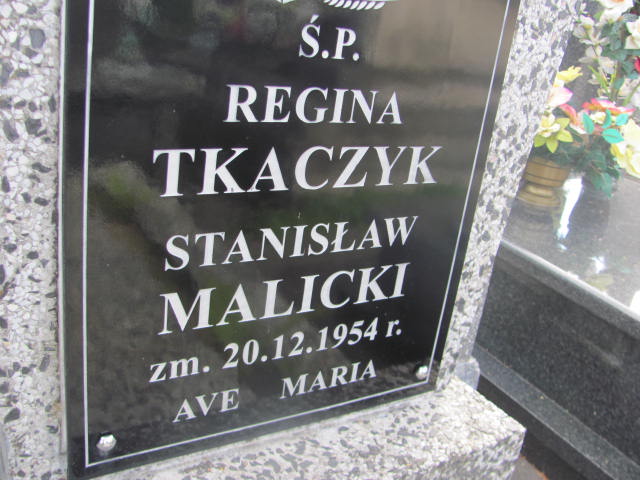 Ś.P.
REGINA
TKACZYK
STANISŁAW
MALICKI
zm. 20.12.1954 r.
AVE MARIA